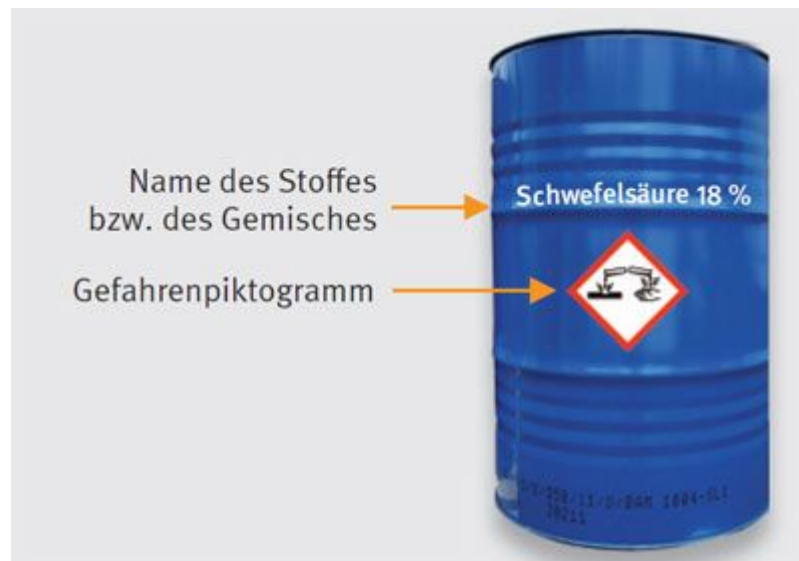 Name des Stoffes
bzw. des Gemisches
Schwefelsäure 18 %
Gefahrenpiktogramm